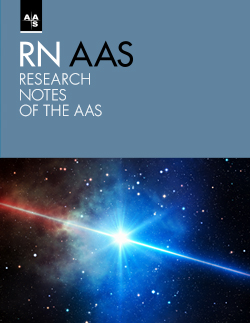 AAS
RN AAS
RESEARCH
NOTES
OF THE AAS